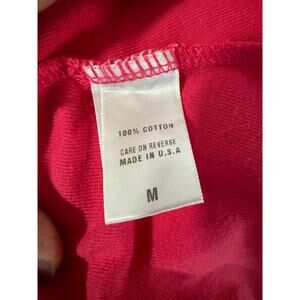 100% COTTON
CARE ON REVERSE
MADE IN U.S.A
M